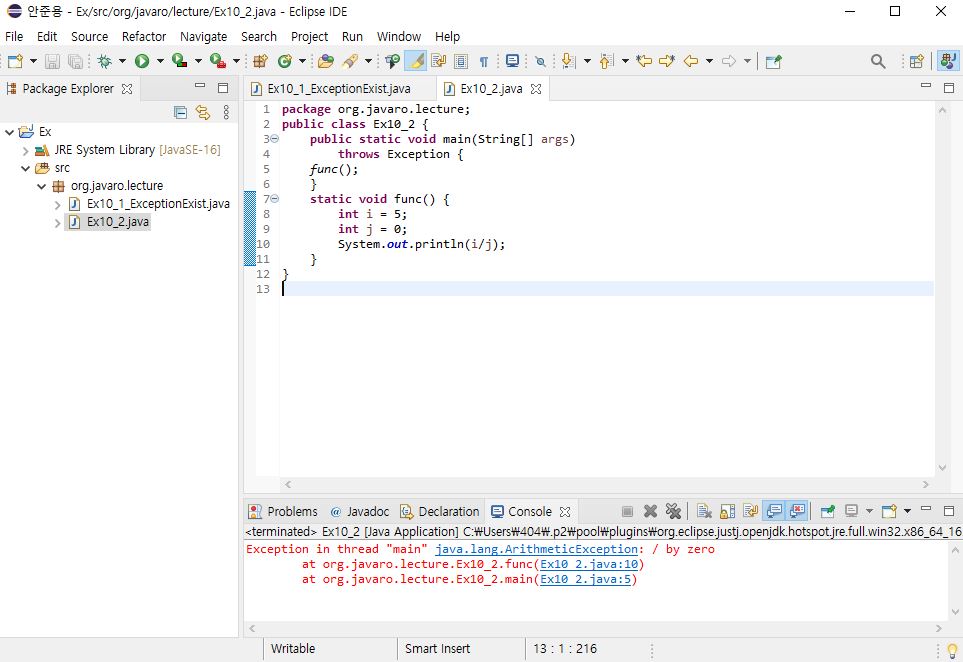 안준용 - Ex/src/org/javaro/lecture/Ex10_2.java - Eclipse IDE
File Edit Source Refactor Navigate Search Project Run Window Help
Package Explorer
Ex
JRE System Library [JavaSE-16]
src
org.javaro.lecture
Ex10_1_ExceptionExist.java
Ex10_2.java
Ex10_1_ExceptionExist.java Ex10_2.java
1 package org.javaro.lecture;
2 public class Ex10_2 {
3 public static void main(String[] args)
4 throws Exception {
5 func();
6 }
7 static void func() {
8 int i = 5;
9 int j = 0;
10 System.out.println(i/j);
11 }
12 }
13
Problems @ Javadoc Declaration Console
<terminated> Ex10_2 [Java Application] C:₩Users₩404₩.p2₩pool₩plugins₩org.eclipse.justj.openjdk.hotspot.jre.full.win32.x86_64_16
Exception in thread "main" java.lang.ArithmeticException: / by zero
at org.javaro.lecture.Ex10_2.func(Ex10_2.java:10)
at org.javaro.lecture.Ex10_2.main(Ex10_2.java:5)
Writable Smart Insert 13 : 1 : 216